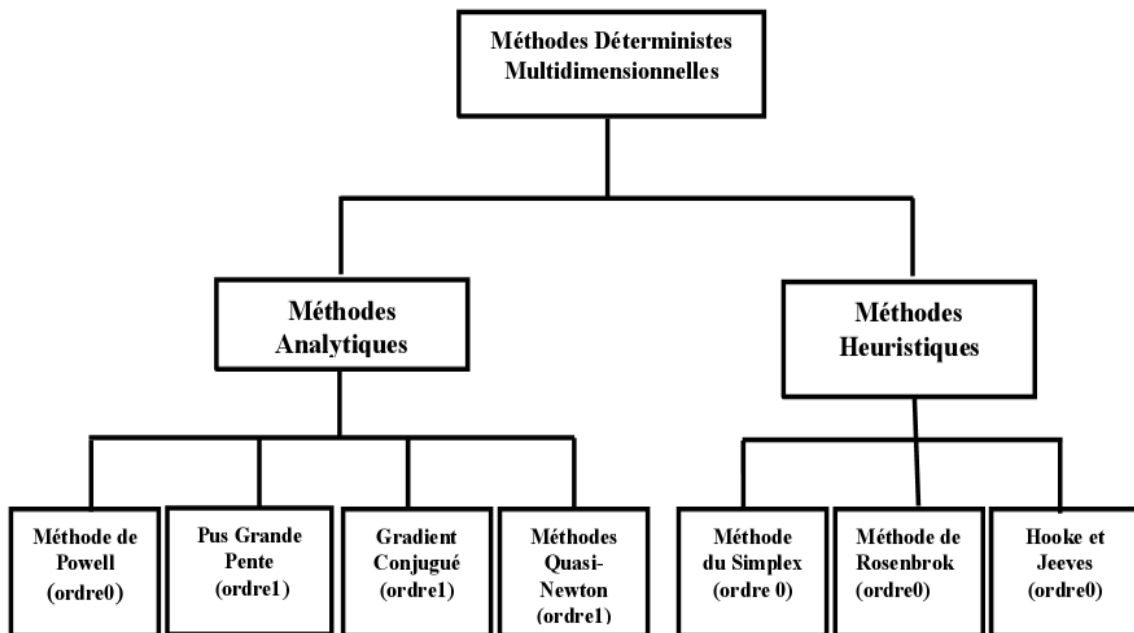 Méthodes Déterministes
Multidimensionnelles
Méthodes
Analytiques
Méthodes
Heuristiques
Méthode de
Powell
(ordre0)
Pus Grande
Pente
(ordre1)
Gradient
Conjugué
(ordre1)
Méthodes
Quasi-
Newton
(ordre1)
Méthode
du Simplex
(ordre 0)
Méthode de
Rosenbrok
(ordre0)
Hooke et
Jeeves
(ordre0)